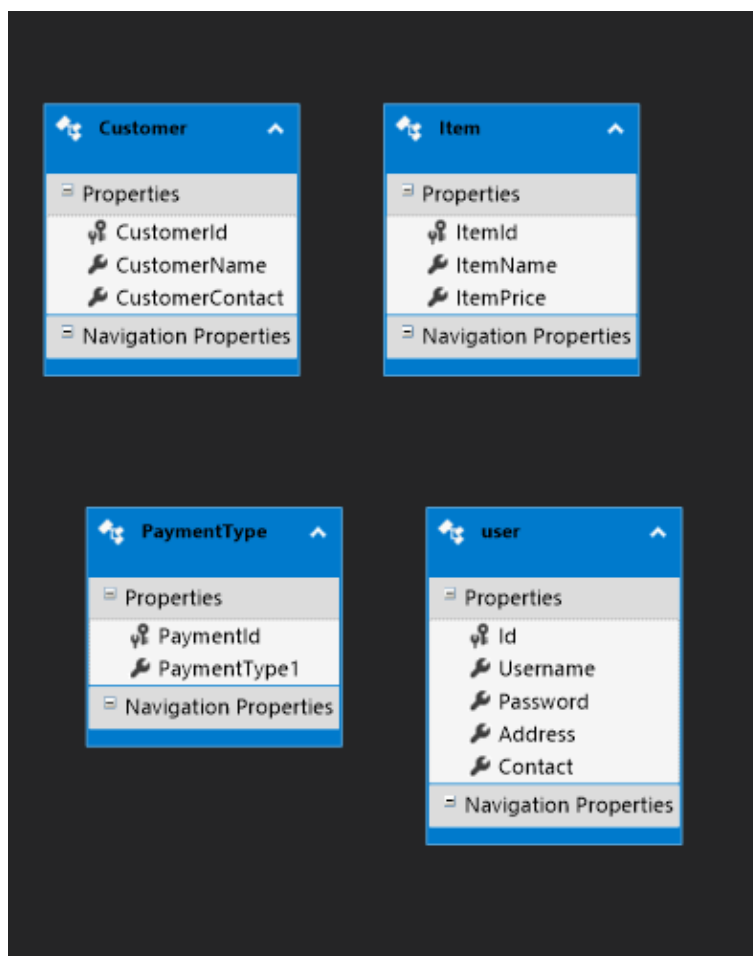 Customer
Properties
CustomerId
CustomerName
CustomerContact
Navigation Properties
Item
Properties
ItemId
ItemName
ItemPrice
Navigation Properties
PaymentType
Properties
PaymentId
PaymentType1
Navigation Properties
user
Properties
Id
Username
Password
Address
Contact
Navigation Properties